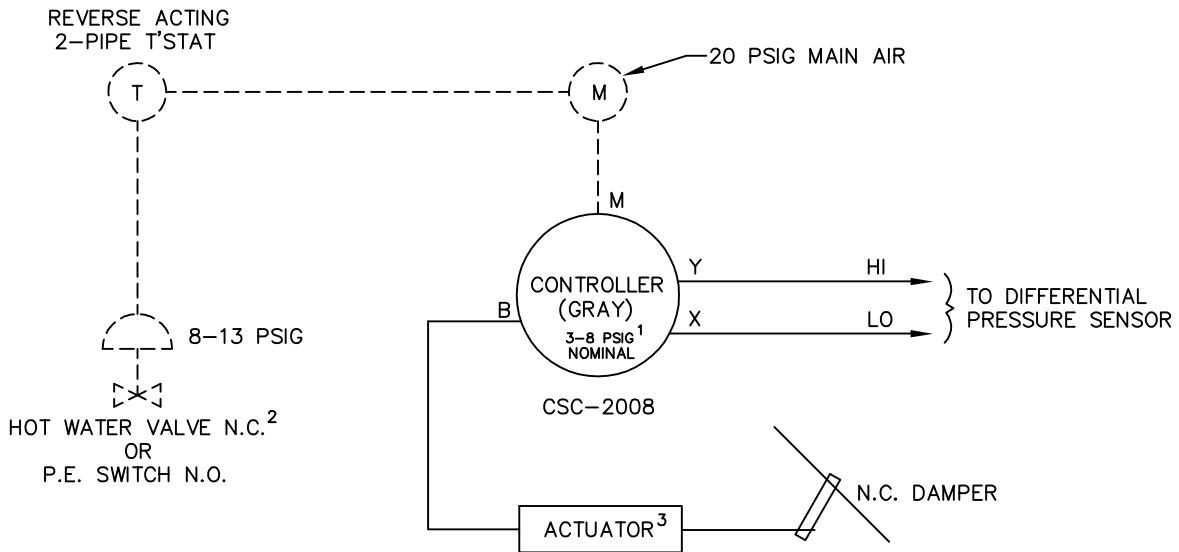 REVERSE ACTING
2-PIPE T'STAT
T
M
20 PSIG MAIN AIR
M
CONTROLLER
(GRAY)
3-8 PSIG¹
NOMINAL
B
Y
HI
X
LO
TO DIFFERENTIAL
PRESSURE SENSOR
CSC-2008
8-13 PSIG
HOT WATER VALVE N.C.²
OR
P.E. SWITCH N.O.
ACTUATOR³
N.C. DAMPER